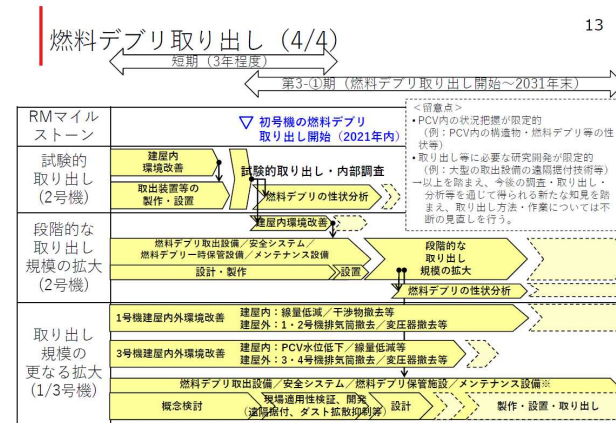 13
燃料デブリ取り出し（4/4）
短期（3年程度）
第3-①期（燃料デブリ取り出し開始～2031年末）
RMマイル
ストーン
▽ 初号機の燃料デブリ
取り出し開始（2021年内）
＜留意点＞
•PCV内の状況把握が限定的
（例：PCV内の構造物・燃料デブリ等の性
状等）
•取り出し等に必要な研究開発が限定的
（例：大型の取出設備の遠隔据付技術等）
→以上を踏まえ、今後の調査・取り出し・
分析等を通じて得られる新たな知見を踏
まえ、取り出し方法・作業については不
断の見直しを行う。
試験的
取り出し
(2号機)
建屋内
環境改善
取出装置等の
製作・設置
試験的取り出し・内部調査
燃料デブリの性状分析
段階的な
取り出し
規模の拡大
(2号機)
建屋内環境改善
燃料デブリ取出設備／安全システム／
燃料デブリ一時保管設備／メンテナンス設備
設計・製作
設置
段階的な
取り出し
規模の拡大
燃料デブリの性状分析
取り出し
規模の
更なる拡大
(1/3号機)
1号機建屋内外環境改善
建屋内：線量低減／干渉物撤去等
建屋外：1・2号機排気筒撤去／変圧器撤去等
3号機建屋内外環境改善
建屋内：PCV水位低下／線量低減等
建屋外：3・4号機排気筒撤去／変圧器撤去等
燃料デブリ取出設備／安全システム／燃料デブリ保管施設／メンテナンス設備※
概念検討
現場適用性検証、開発
（遠隔据付、ダスト拡散抑制等）
設計
製作・設置・取り出し